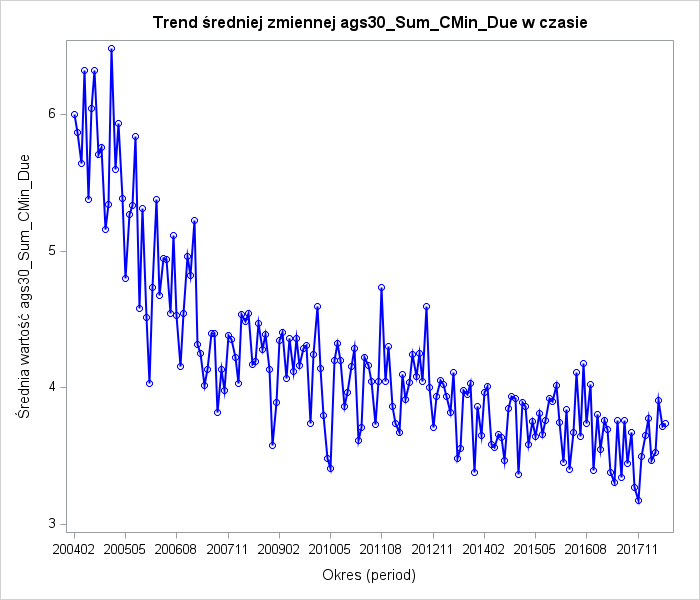 Trend średniej zmiennej ags30_Sum_CMin_Due w czasie
Średnia wartość ags30_Sum_CMin_Due
6
5
4
3
200402 200505 200608 200711 200902 201005 201108 201211 201402 201505 201608 201711
Okres (period)